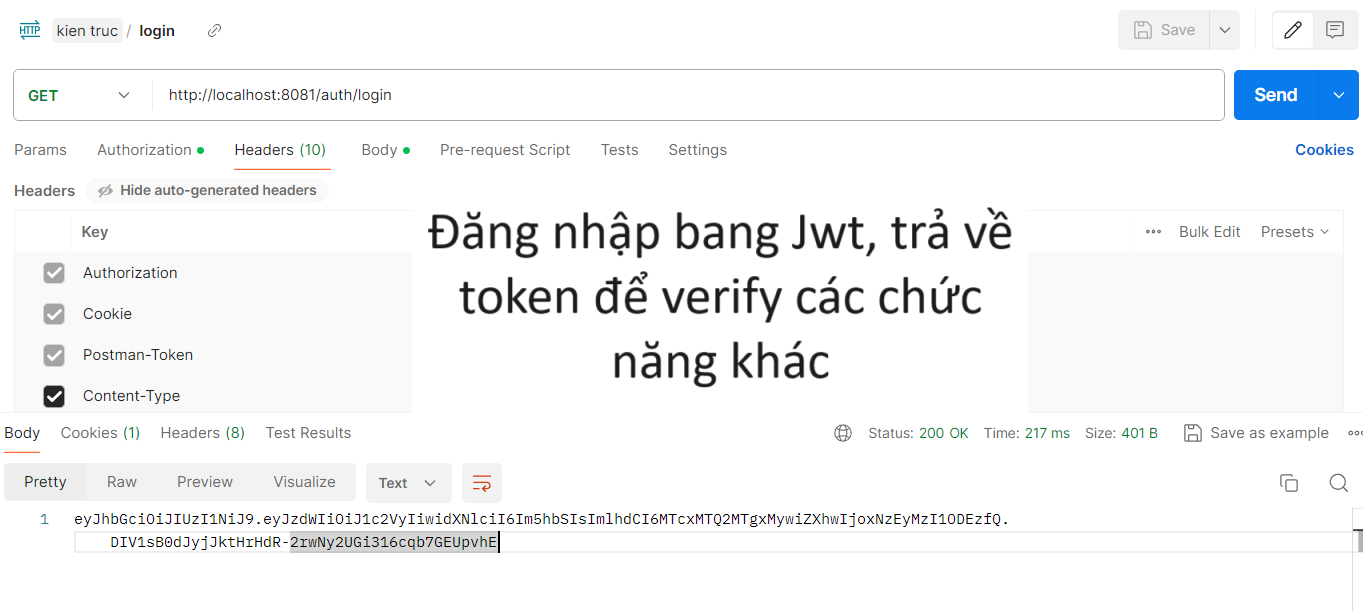 HTTP kien truc / login
Save
GET http://localhost:8081/auth/login
Send
Params Authorization Headers (10) Body Pre-request Script Tests Settings Cookies
Headers Hide auto-generated headers
Key ••• Bulk Edit Presets
Authorization
Cookie
Postman-Token
Content-Type
Đăng nhập bang Jwt, trả về
token để verify các chức
năng khác
Body Cookies (1) Headers (8) Test Results Status: 200 OK Time: 217 ms Size: 401 B Save as example
Pretty Raw Preview Visualize Text
1 eyJhbGciOiJIUzI1NiJ9.eyJzdWIiOiJ1c2VyIiwidXNlciI6Im5hbSIsImlhdCI6MTcxMTQ2MTgxMywiZXhwIjoxNzEyMzI1ODEzfQ.
DIV1sB0dJyjJktHrHdR-2rwNy2UGi316cqb7GEUpvhE